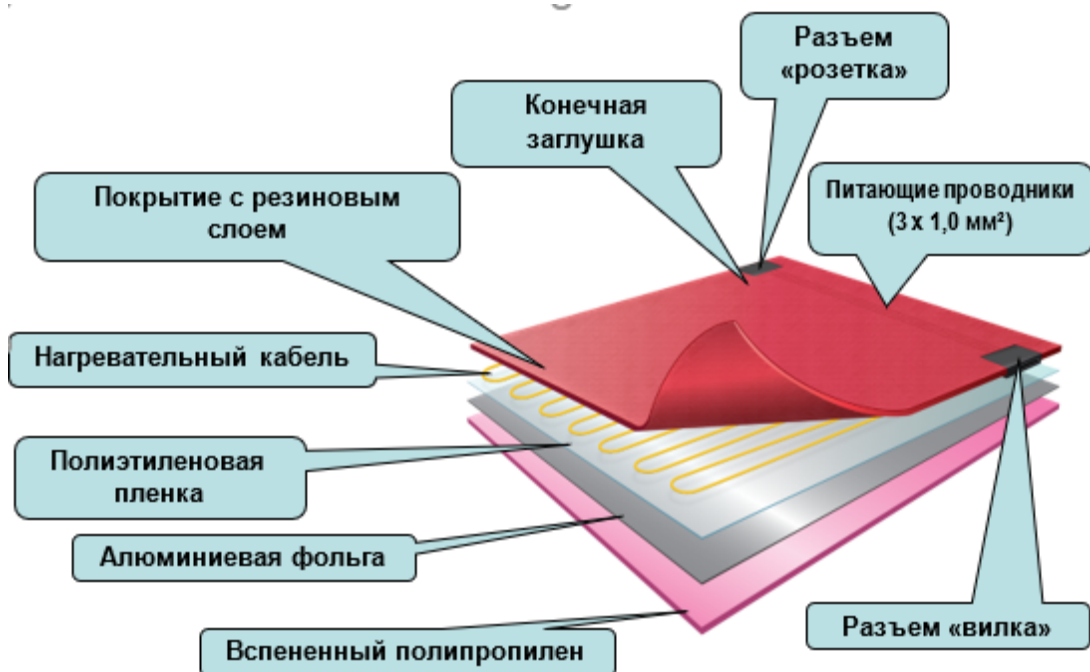 Разъем
«розетка»
Конечная
заглушка
Покрытие с резиновым
слоем
Питающие проводники
(3 х 1,0 мм²)
Нагревательный кабель
Полиэтиленовая
пленка
Алюминиевая фольга
Разъем «вилка»
Вспененный полипропилен